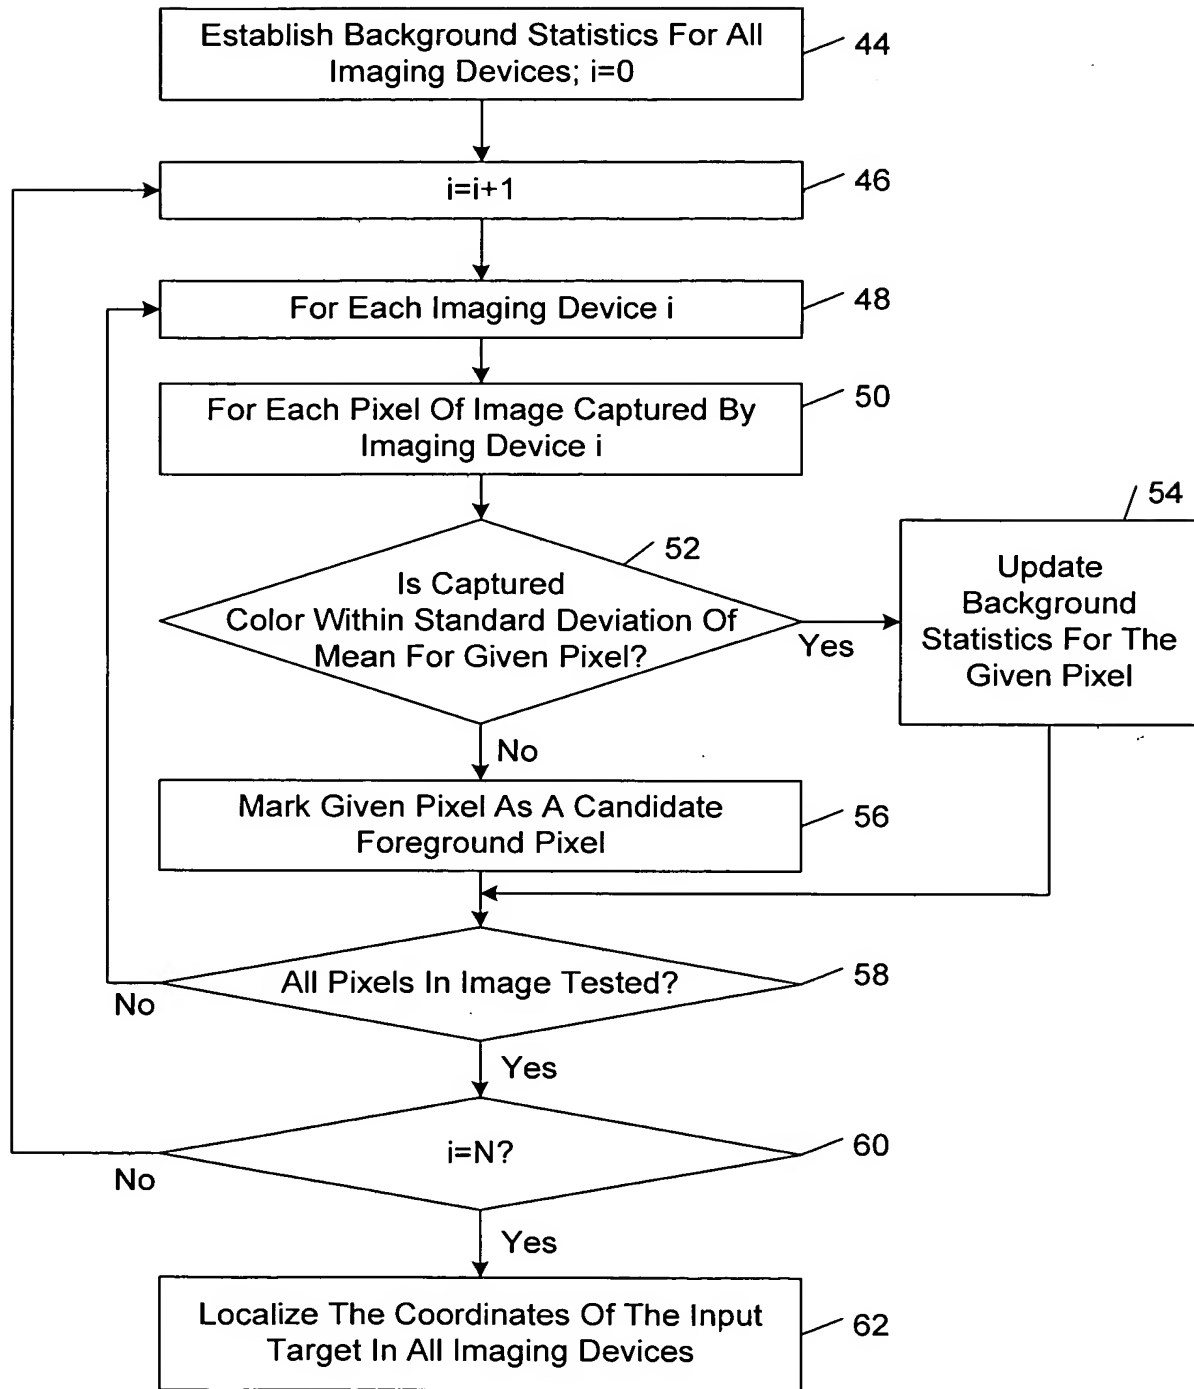 Establish Background Statistics For All
Imaging Devices; i=0
44
i=i+1
46
For Each Imaging Device i
48
For Each Pixel Of Image Captured By
Imaging Device i
50
Is Captured
Color Within Standard Deviation Of
Mean For Given Pixel?
52
Yes
Update
Background
Statistics For The
Given Pixel
54
No
Mark Given Pixel As A Candidate
Foreground Pixel
56
All Pixels In Image Tested?
58
No
Yes
i=N?
60
No
Yes
Localize The Coordinates Of The Input
Target In All Imaging Devices
62